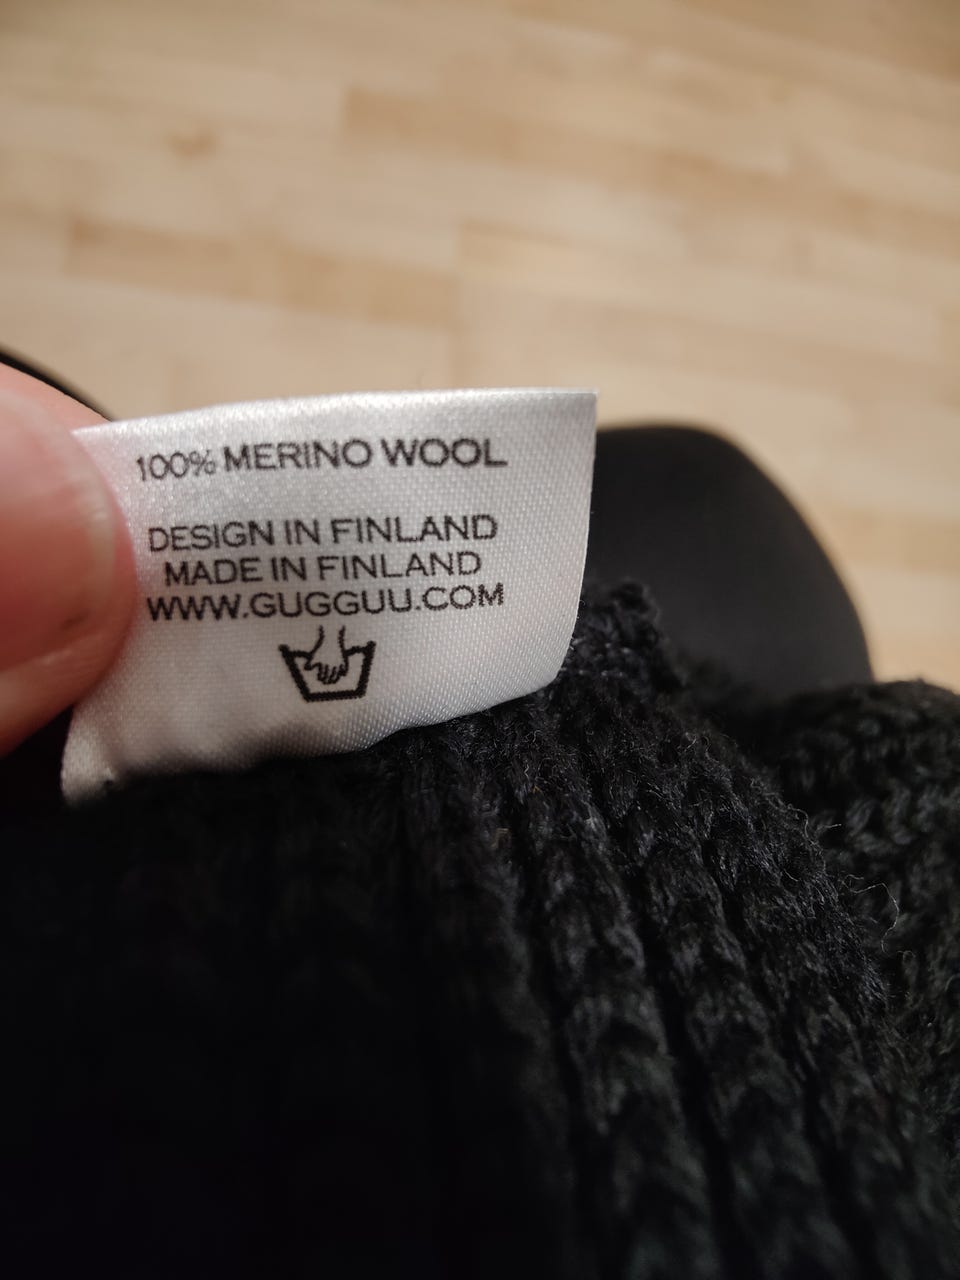 100% MERINO WOOL
DESIGN IN FINLAND
MADE IN FINLAND
WWW.GUGGUU.COM